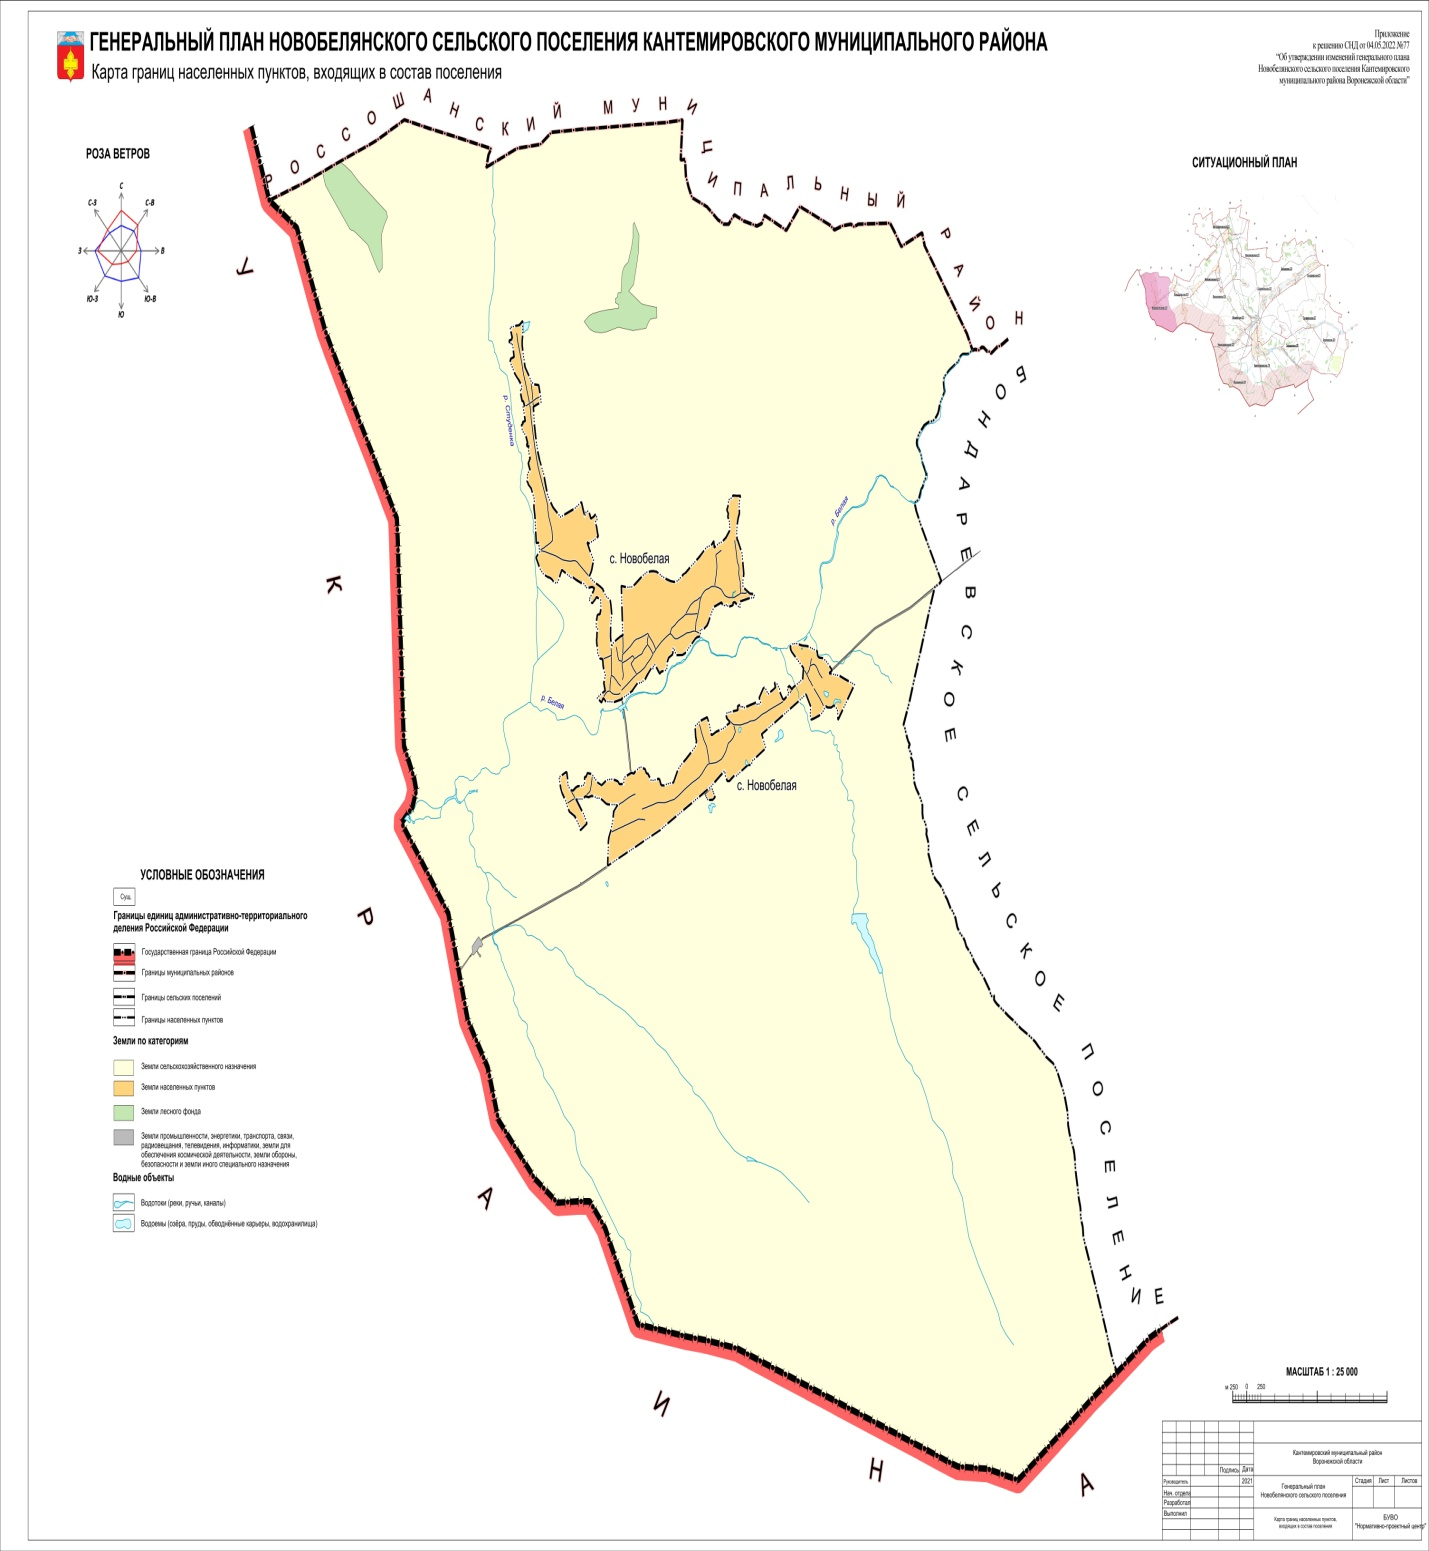 ГЕНЕРАЛЬНЫЙ ПЛАН НОВОБЕЛЯНСКОГО СЕЛЬСКОГО ПОСЕЛЕНИЯ КАНТЕМИРОВСКОГО МУНИЦИПАЛЬНОГО РАЙОНА
Карта границ населенных пунктов, входящих в состав поселения
Приложение
к решению СНД от 04.05.2022 №77
"Об утверждении изменений генерального плана
Новобелянского сельского поселения Кантемировского
муниципального района Воронежской области"
РОЗА ВЕТРОВ
С
С-З
С-В
З
В
Ю-З
Ю-В
Ю
СИТУАЦИОННЫЙ ПЛАН
РОССОШАНСКИЙ МУНИЦИПАЛЬНЫЙ РАЙОН
БОНДАРЕВСКОЕ СЕЛЬСКОЕ ПОСЕЛЕНИЕ
УКРАИНА
р. Студенка
р. Белая
с. Новобелая
р. Белая
с. Новобелая
УСЛОВНЫЕ ОБОЗНАЧЕНИЯ
Сущ.
Границы единиц административно-территориального
деления Российской Федерации
Государственная граница Российской Федерации
Границы муниципальных районов
Границы сельских поселений
Границы населенных пунктов
Земли по категориям
Земли сельскохозяйственного назначения
Земли населенных пунктов
Земли лесного фонда
Земли промышленности, энергетики, транспорта, связи,
радиовещания, телевидения, информатики, земли для
обеспечения космической деятельности, земли обороны,
безопасности и земли иного специального назначения
Водные объекты
Водотоки (реки, ручьи, каналы)
Водоемы (озёра, пруды, обводнённые карьеры, водохранилища)
МАСШТАБ 1 : 25 000
м 250 0 250
Кантемировский муниципальный район
Воронежской области
Подпись Дата
Руководитель 2021
Нач. отдела
Разработал
Выполнил
Генеральный план
Новобелянского сельского поселения
Стадия Лист Листов
Карта границ населенных пунктов,
входящих в состав поселения
БУВО
"Нормативно-проектный центр"